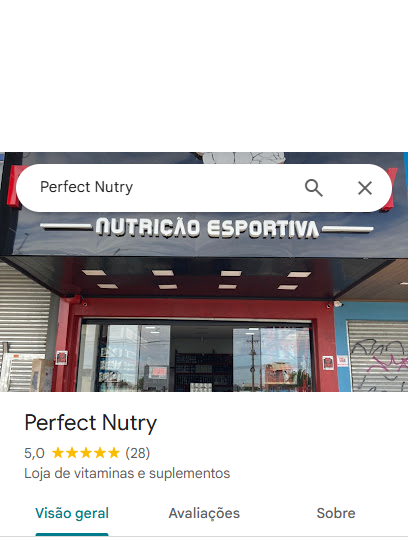 Perfect Nutry
NUTRIÇÃO ESPORTIVA
Perfect Nutry
5,0 (28)
Loja de vitaminas e suplementos
Visão geral Avaliações Sobre